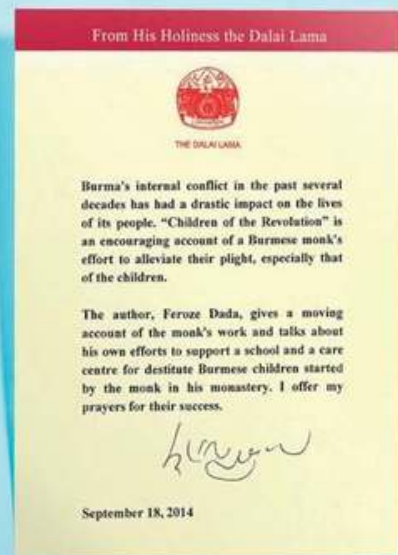 From His Holiness the Dalai Lama
THE DALAI LAMA
Burma's internal conflict in the past several
decades has had a drastic impact on the lives
of its people. “Children of the Revolution” is
an encouraging account of a Burmese monk's
effort to alleviate their plight, especially that
of the children.
The author, Feroze Dada, gives a moving
account of the monk's work and talks about
his own efforts to support a school and a care
centre for destitute Burmese children started
by the monk in his monastery. I offer my
prayers for their success.
September 18, 2014